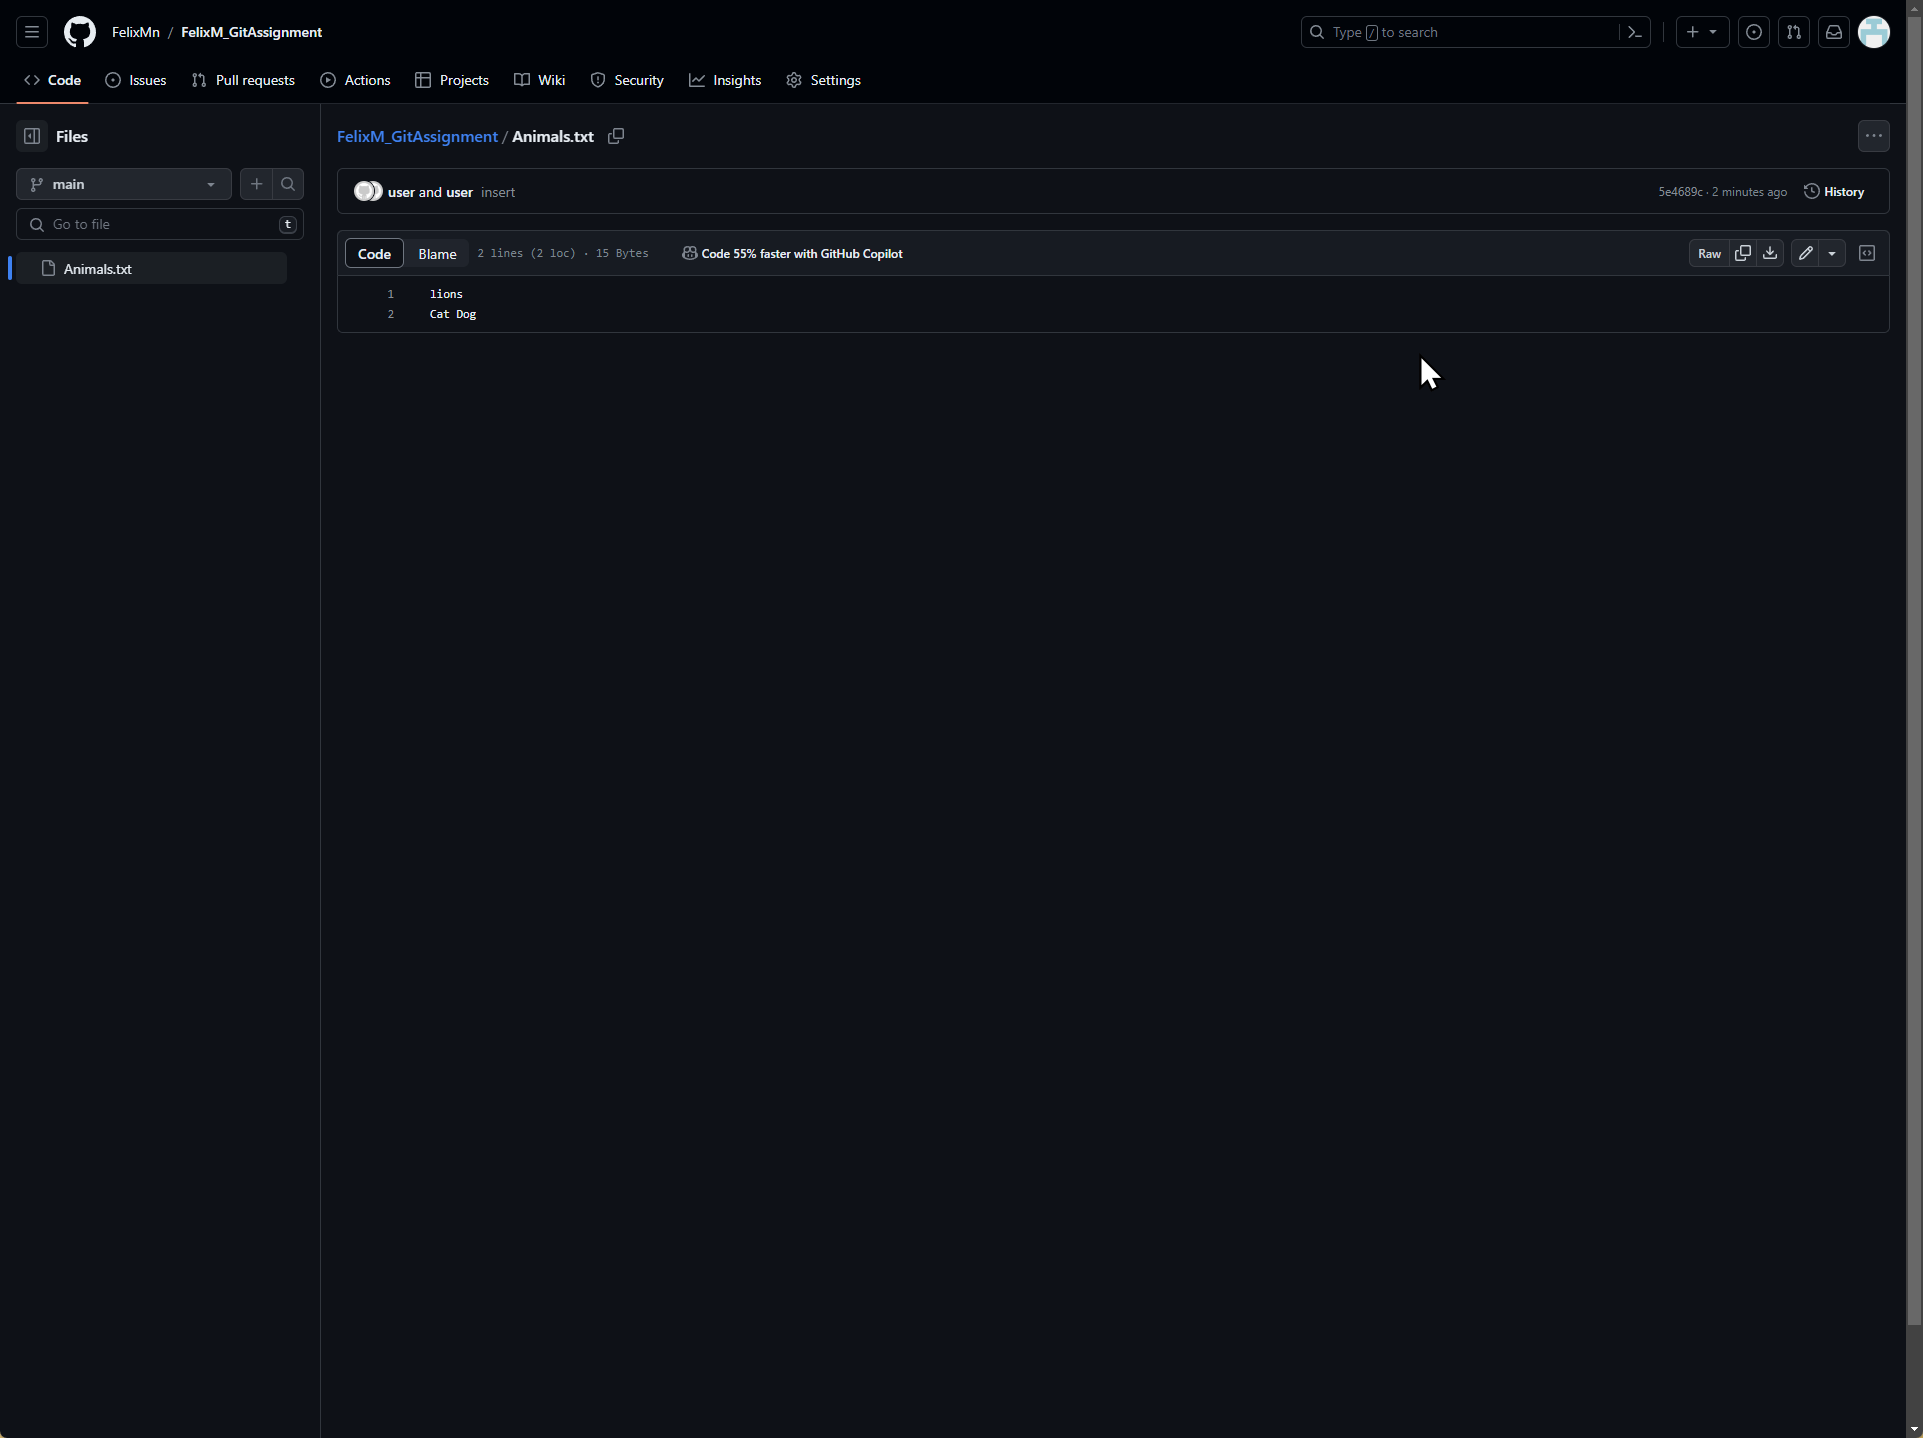 FelixMn / FelixM_GitAssignment
Type / to search
Code
Issues
Pull requests
Actions
Projects
Wiki
Security
Insights
Settings
Files
main
Go to file
t
Animals.txt
FelixM_GitAssignment / Animals.txt
user and user insert
5e4689c · 2 minutes ago
History
Code
Blame
2 lines (2 loc) · 15 Bytes
Code 55% faster with GitHub Copilot
Raw
1 lions
2 Cat Dog